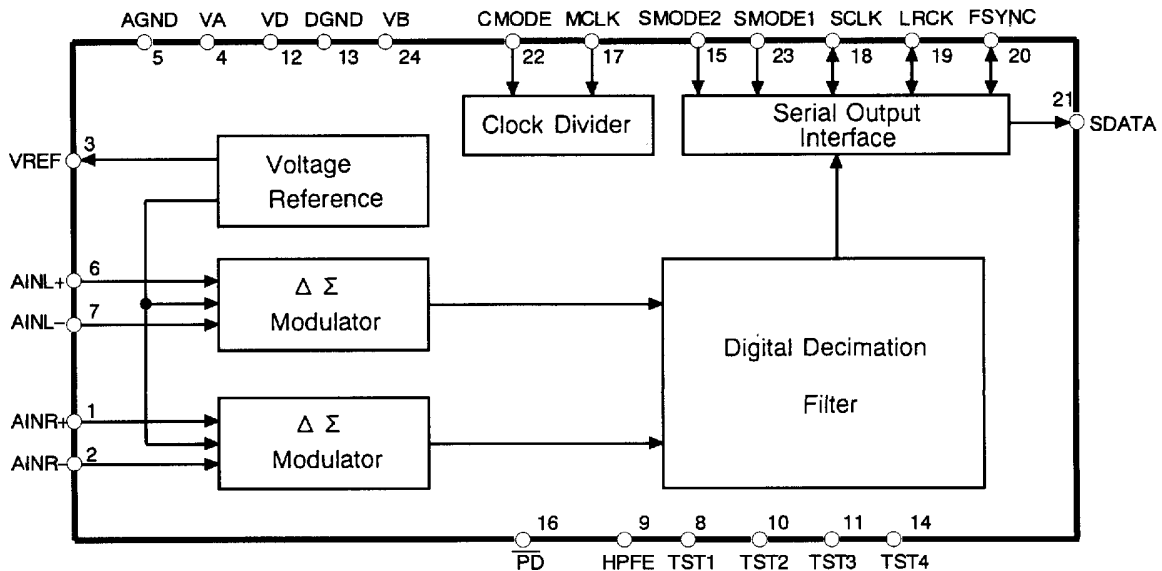 AGND VA VD DGND VB CMODE MCLK SMODE2 SMODE1 SCLK LRCK FSYNC
5 4 12 13 24 22 17 15 23 18 19 20
Clock Divider
Serial Output
Interface
21
SDATA
3
VREF
Voltage
Reference
6
AINL+
7
AINL−
Δ Σ
Modulator
Digital Decimation
Filter
1
AINR+
2
AINR−
Δ Σ
Modulator
16 9 8 10 11 14
PD HPFE TST1 TST2 TST3 TST4